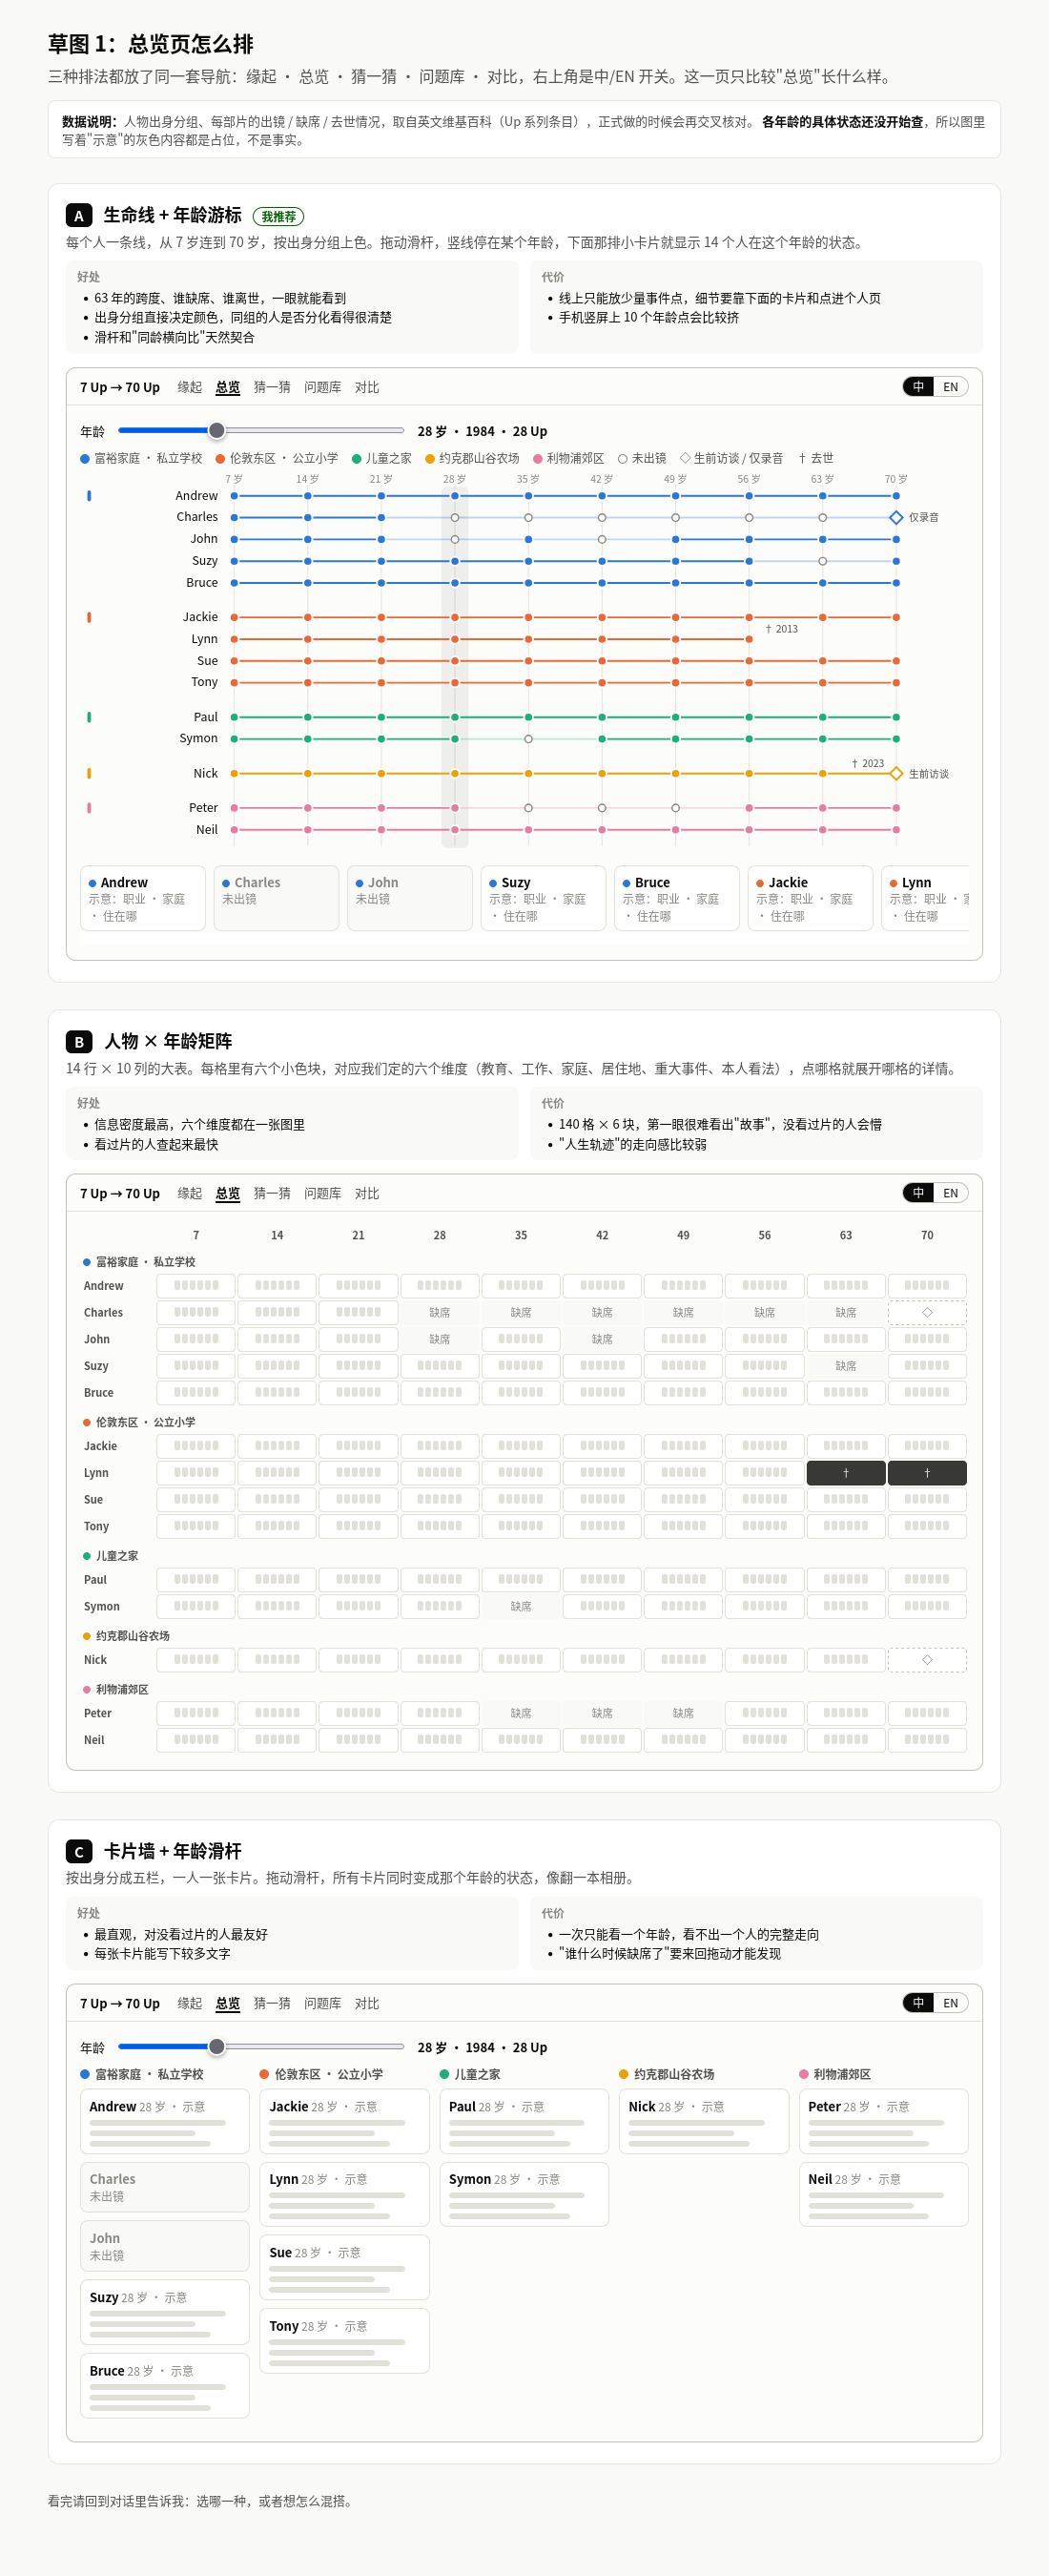 草图 1：总览页怎么排
三种排法都放了同一套导航：缘起 · 总览 · 猜一猜 · 问题库 · 对比，右上角是中/EN 开关。这一页只比较"总览"长什么样。
数据说明：人物出身分组、每部片的出镜 / 缺席 / 去世情况，取自英文维基百科（Up 系列条目），正式做的时候会再交叉核对。 各年龄的具体状态还没开始查，所以图里
写着"示意"的灰色内容都是占位，不是事实。
A 生命线 + 年龄游标 我推荐
每个人一条线，从 7 岁连到 70 岁，按出身分组上色。拖动滑杆，竖线停在某个年龄，下面那排小卡片就显示 14 个人在这个年龄的状态。
好处
• 63 年的跨度、谁缺席、谁离世，一眼就能看到
• 出身分组直接决定颜色，同组的人是否分化看得很清楚
• 滑杆和"同龄横向比"天然契合
代价
• 线上只能放少量事件点，细节要靠下面的卡片和点进个人页
• 手机竖屏上 10 个年龄点会比较挤
7 Up → 70 Up 缘起 总览 猜一猜 问题库 对比 中 EN
年龄 28 岁 · 1984 · 28 Up
富裕家庭 · 私立学校 伦敦东区 · 公立小学 儿童之家 约克郡山谷农场 利物浦郊区 未出镜 ◇ 生前访谈 / 仅录音 † 去世
7 岁 14 岁 21 岁 28 岁 35 岁 42 岁 49 岁 56 岁 63 岁 70 岁
Andrew
Charles 仅录音
John
Suzy
Bruce
Jackie
† 2013
Lynn
Sue
Tony
Paul
Symon
† 2023
Nick 生前访谈
Peter
Neil
Andrew Charles John Suzy Bruce Jackie Lynn
示意：职业 · 家庭 未出镜 未出镜 示意：职业 · 家庭 示意：职业 · 家庭 示意：职业 · 家庭 示意：职业 ·
· 住在哪 · 住在哪 · 住在哪 · 住在哪 · 住在哪
B 人物 × 年龄矩阵
14 行 × 10 列的大表。每格里有六个小色块，对应我们定的六个维度（教育、工作、家庭、居住地、重大事件、本人看法），点哪格就展开哪格的详情。
好处
• 信息密度最高，六个维度都在一张图里
• 看过片的人查起来最快
代价
• 140 格 × 6 块，第一眼很难看出"故事"，没看过片的人会懵
• "人生轨迹"的走向感比较弱
7 Up → 70 Up 缘起 总览 猜一猜 问题库 对比 中 EN
7 14 21 28 35 42 49 56 63 70
富裕家庭 · 私立学校
Andrew
Charles 缺席 缺席 缺席 缺席 缺席 缺席 ◇
John 缺席 缺席
Suzy 缺席
Bruce
伦敦东区 · 公立小学
Jackie
Lynn † †
Sue
Tony
儿童之家
Paul
Symon 缺席
约克郡山谷农场
Nick ◇
利物浦郊区
Peter 缺席 缺席 缺席
Neil
C 卡片墙 + 年龄滑杆
按出身分成五栏，一人一张卡片。拖动滑杆，所有卡片同时变成那个年龄的状态，像翻一本相册。
好处
• 最直观，对没看过片的人最友好
• 每张卡片能写下较多文字
代价
• 一次只能看一个年龄，看不出一个人的完整走向
• "谁什么时候缺席了"要来回拖动才能发现
7 Up → 70 Up 缘起 总览 猜一猜 问题库 对比 中 EN
年龄 28 岁 · 1984 · 28 Up
富裕家庭 · 私立学校 伦敦东区 · 公立小学 儿童之家 约克郡山谷农场 利物浦郊区
Andrew 28 岁 · 示意 Jackie 28 岁 · 示意 Paul 28 岁 · 示意 Nick 28 岁 · 示意 Peter 28 岁 · 示意
Charles Lynn 28 岁 · 示意 Symon 28 岁 · 示意 Neil 28 岁 · 示意
未出镜
John Sue 28 岁 · 示意
未出镜
Suzy 28 岁 · 示意 Tony 28 岁 · 示意
Bruce 28 岁 · 示意
看完请回到对话里告诉我：选哪一种，或者想怎么混搭。